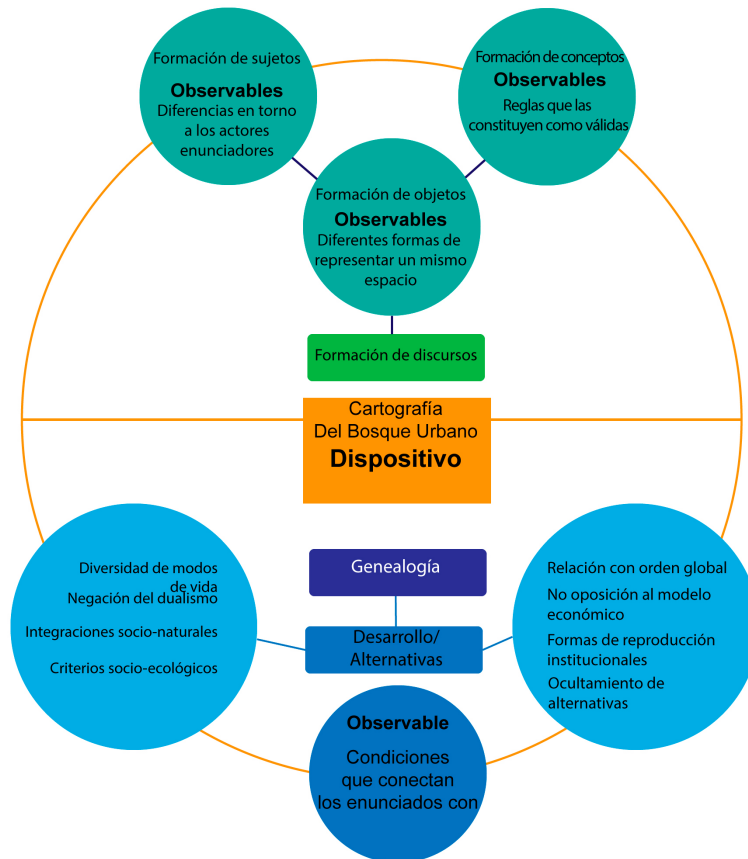 Formación de sujetos
Observables
Diferencias en torno
a los actores
enunciadores
Formación de conceptos
Observables
Reglas que las
constituyen como válidas
Formación de objetos
Observables
Diferentes formas de
representar un mismo
espacio
Formación de discursos
Cartografía
Del Bosque Urbano
Dispositivo
Genealogía
Desarrollo/
Alternativas
Diversidad de modos
de vida
Negación del dualismo
Integraciones socio-naturales
Criterios socio-ecológicos
Relación con orden global
No oposición al modelo
económico
Formas de reproducción
institucionales
Ocultamiento de
alternativas
Observable
Condiciones
que conectan
los enunciados con